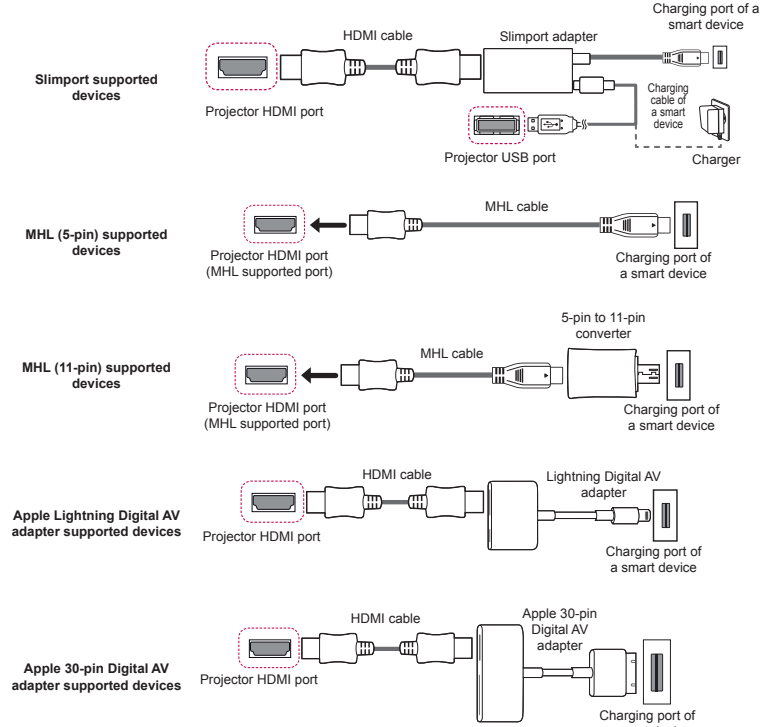 Charging port of a
smart device
HDMI cable
Slimport adapter
Slimport supported
devices
Projector HDMI port
Charging
cable of
a smart
device
Projector USB port
Charger
MHL (5-pin) supported
devices
MHL cable
Projector HDMI port
(MHL supported port)
Charging port of
a smart device
MHL (11-pin) supported
devices
5-pin to 11-pin
converter
MHL cable
Projector HDMI port
(MHL supported port)
Charging port of
a smart device
Apple Lightning Digital AV
adapter supported devices
HDMI cable
Lightning Digital AV
adapter
Projector HDMI port
Charging port of
a smart device
Apple 30-pin Digital AV
adapter supported devices
HDMI cable
Apple 30-pin
Digital AV
adapter
Projector HDMI port
Charging port of